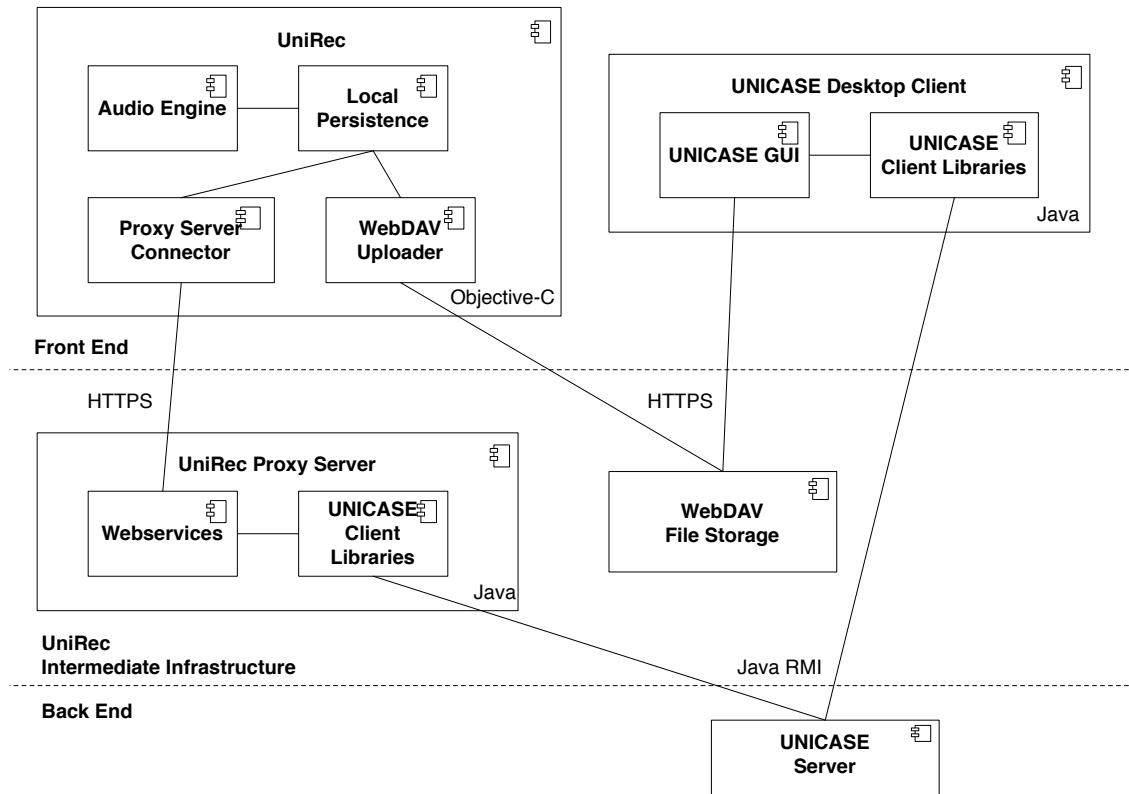 UniRec
Audio Engine
Local
Persistence
Proxy Server
Connector
WebDAV
Uploader
Objective-C
UNICASE Desktop Client
UNICASE GUI
UNICASE
Client Libraries
Java
Front End
HTTPS
HTTPS
UniRec Proxy Server
Webservices
UNICASE
Client
Libraries
Java
WebDAV
File Storage
UniRec
Intermediate Infrastructure
Java RMI
Back End
UNICASE
Server